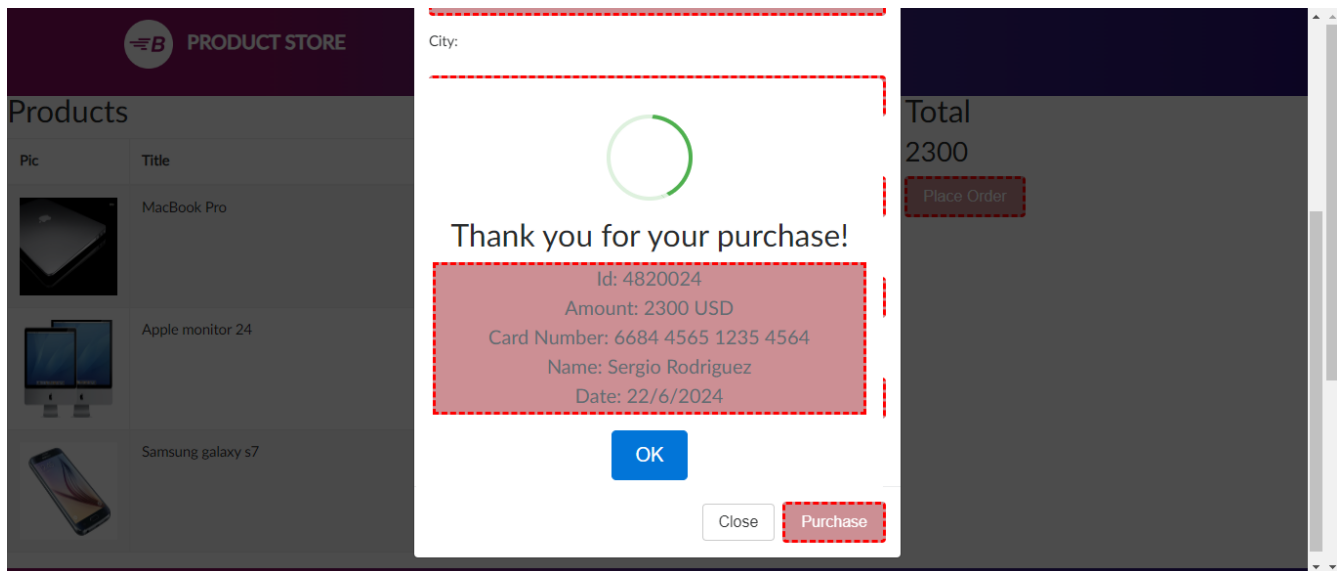 PRODUCT STORE
City:
Products
Total
2300
Pic Title
Place Order
MacBook Pro
Thank you for your purchase!
Id: 4820024
Amount: 2300 USD
Card Number: 6684 4565 1235 4564
Name: Sergio Rodriguez
Date: 22/6/2024
Apple monitor 24
Samsung galaxy s7
OK
Close Purchase